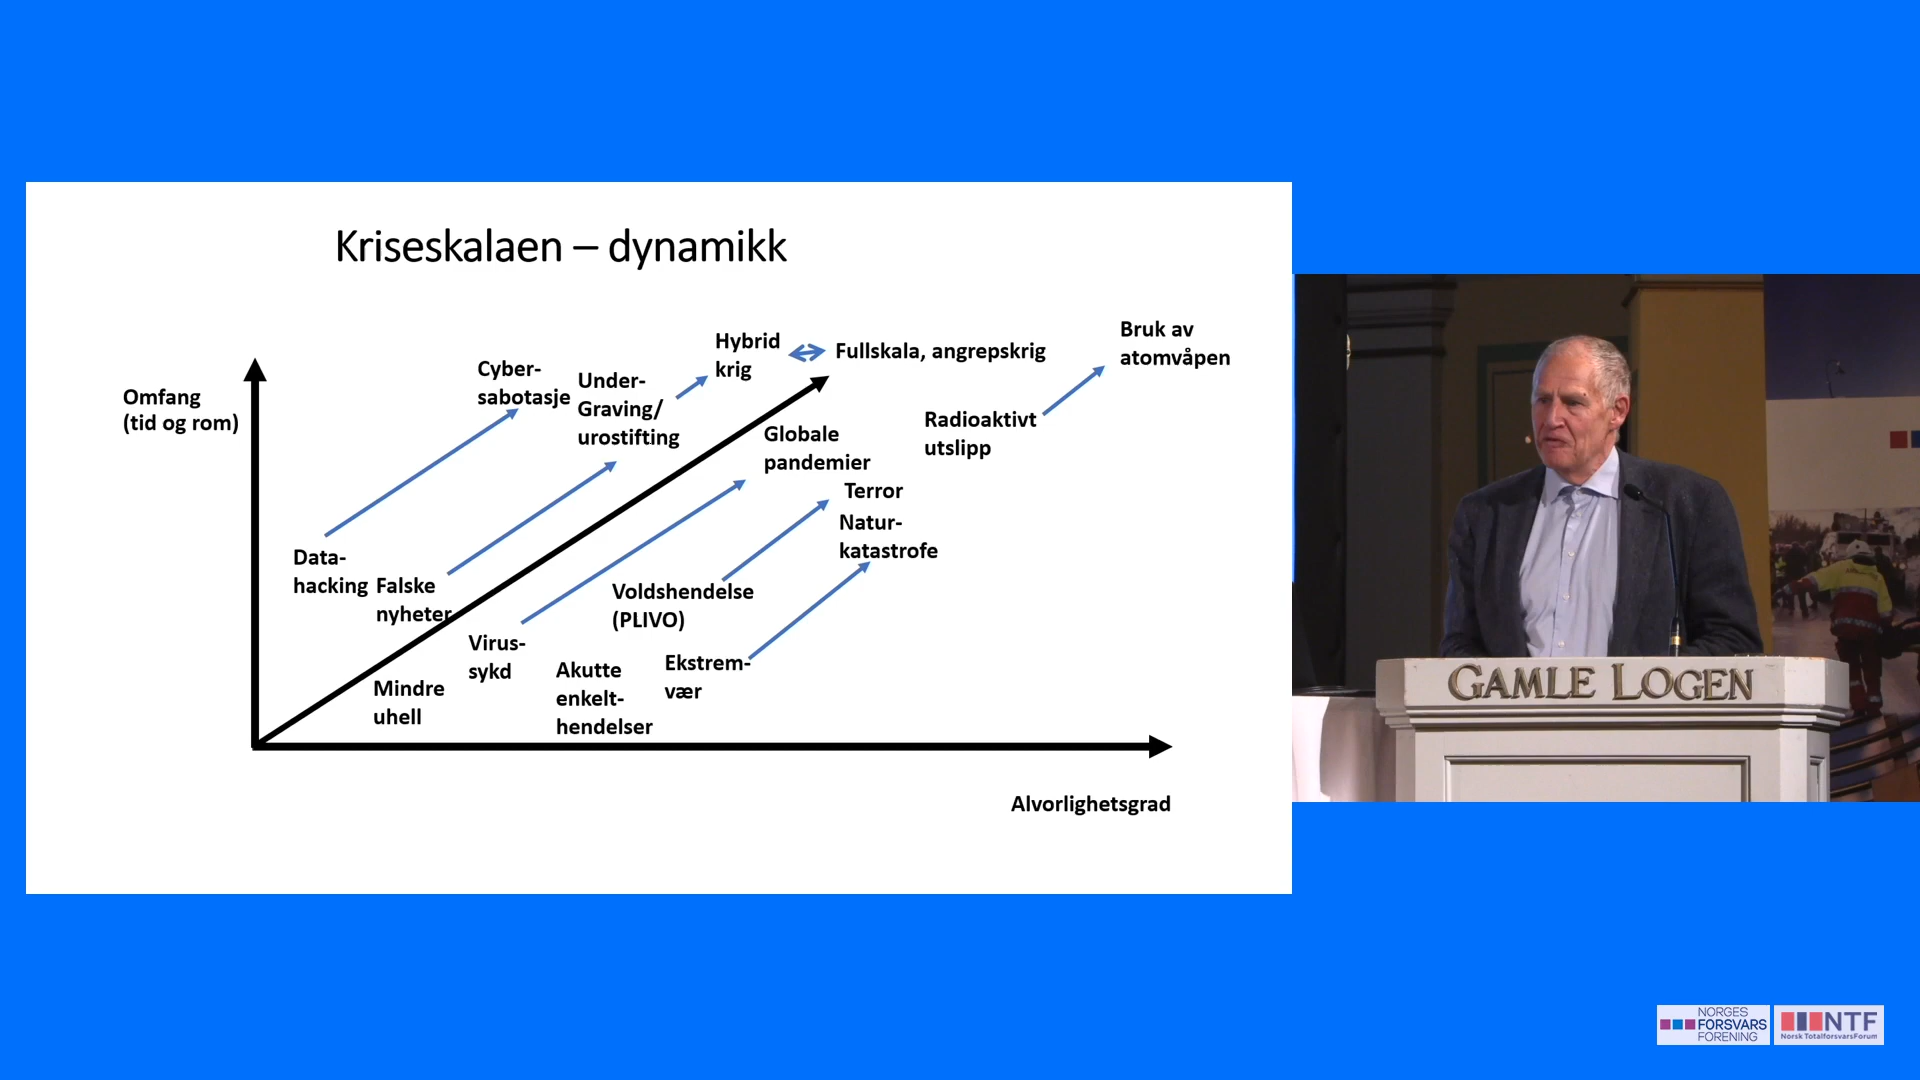 Kriseskalaen – dynamikk
Omfang
(tid og rom)
Cyber-
sabotasje
Under-
Graving/
urostifting
Hybrid
krig
Fullskala, angrepskrig
Bruk av
atomvåpen
Globale
pandemier
Radioaktivt
utslipp
Terror
Natur-
katastrofe
Data-
hacking
Falske
nyheter
Voldshendelse
(PLIVO)
Virus-
sykd
Akutte
enkelt-
hendelser
Ekstrem-
vær
Mindre
uhell
Alvorlighetsgrad
GAMLE LOGEN
NORGES
FORSVARS
FORENING
NTF
Norsk TotalforsvarsForum